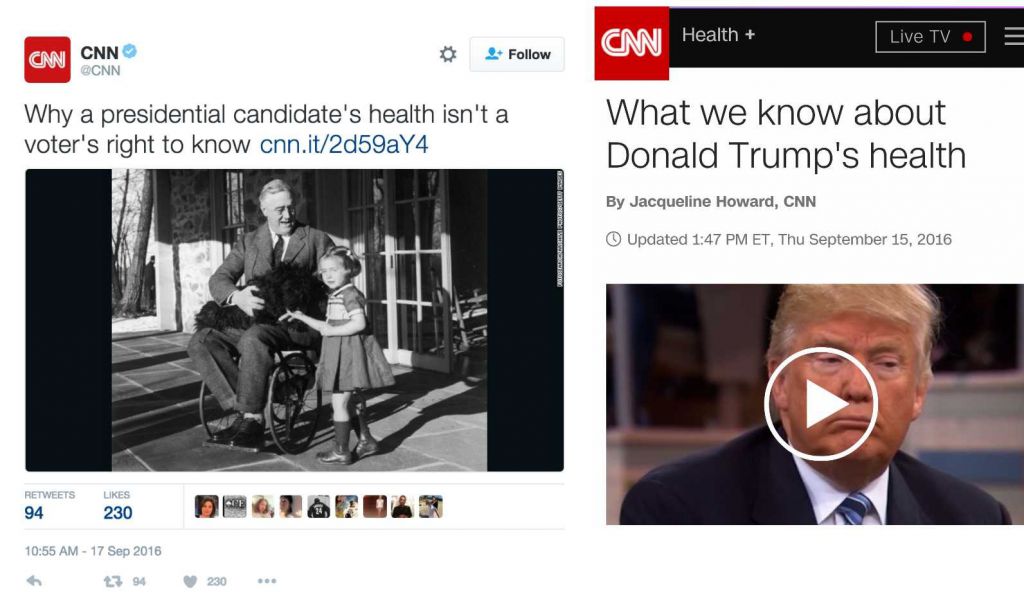 CNN
CNN
@CNN
Follow
Why a presidential candidate's health isn't a
voter's right to know cnn.it/2d59aY4
RETWEETS
94
LIKES
230
10:55 AM - 17 Sep 2016
94
230
CNN
Health +
Live TV
What we know about
Donald Trump's health
By Jacqueline Howard, CNN
Updated 1:47 PM ET, Thu September 15, 2016